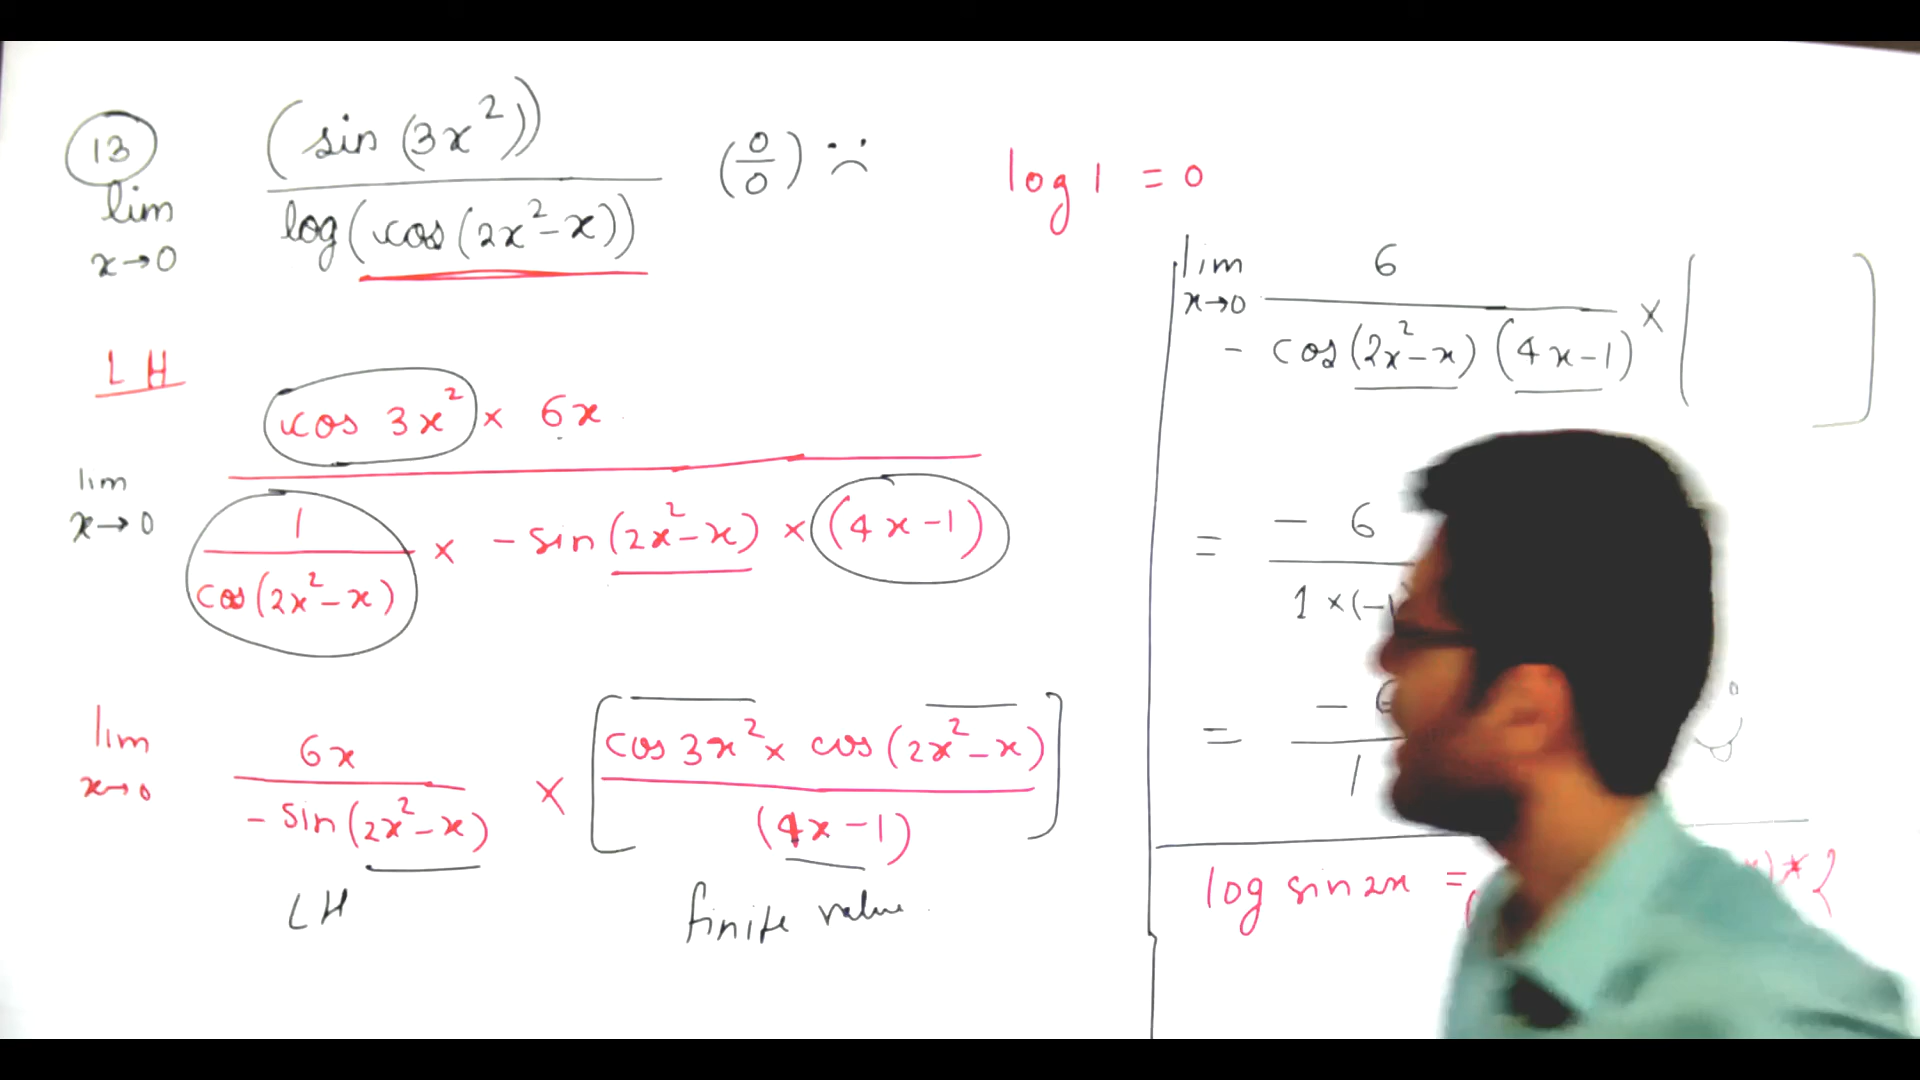 13
lim x→0 (sin (3x²)) / log(cos(2x²-x)) (0/0)
log 1 = 0
LH
lim x→0 cos 3x² × 6x / 1/cos(2x²-x) × -sin(2x²-x) × (4x-1)
lim x→0 6x / -sin(2x²-x) × [cos 3x² × cos(2x²-x) / (4x-1)]
LH
finite value
lim x→0 6 / - cos(2x²-x) (4x-1) × [ ]
= - 6 / 1 × (-
= - / 1
log sin 2x =